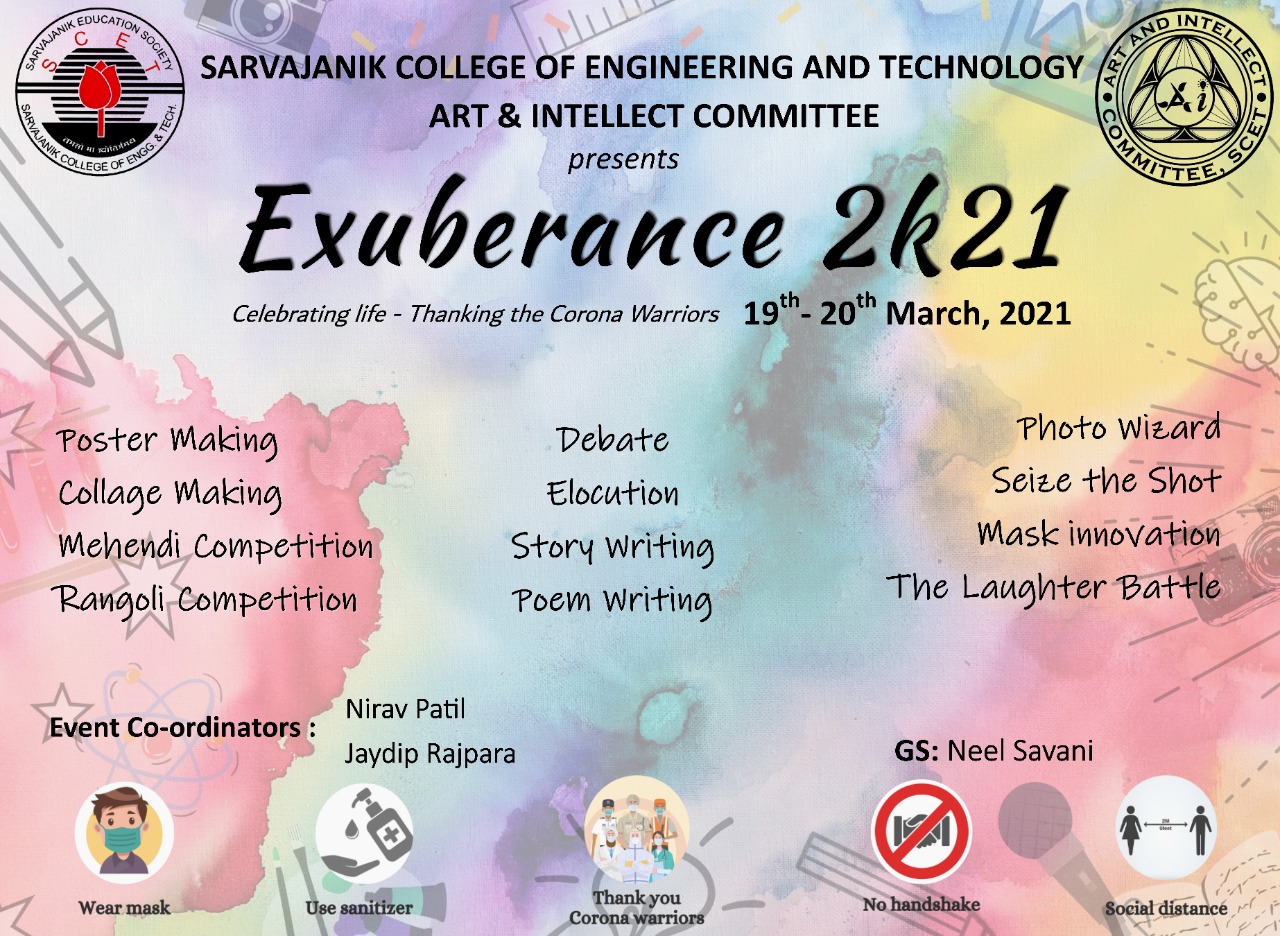 SARVAJANIK EDUCATION SOCIETY
S C E T
SARVAJANIK COLLEGE OF ENGG. & TECH.
ART AND INTELLECT
COMMITTEE, SCET
Ai
SARVAJANIK COLLEGE OF ENGINEERING AND TECHNOLOGY
ART & INTELLECT COMMITTEE
presents
Exuberance 2k21
Celebrating life - Thanking the Corona Warriors 19th- 20th March, 2021
Poster Making
Collage Making
Mehendi Competition
Rangoli Competition
Debate
Elocution
Story Writing
Poem Writing
Photo Wizard
Seize the Shot
Mask innovation
The Laughter Battle
Event Co-ordinators :
Nirav Patil
Jaydip Rajpara
GS: Neel Savani
Wear mask
Use sanitizer
Thank you
Corona warriors
No handshake
2M
Social distance